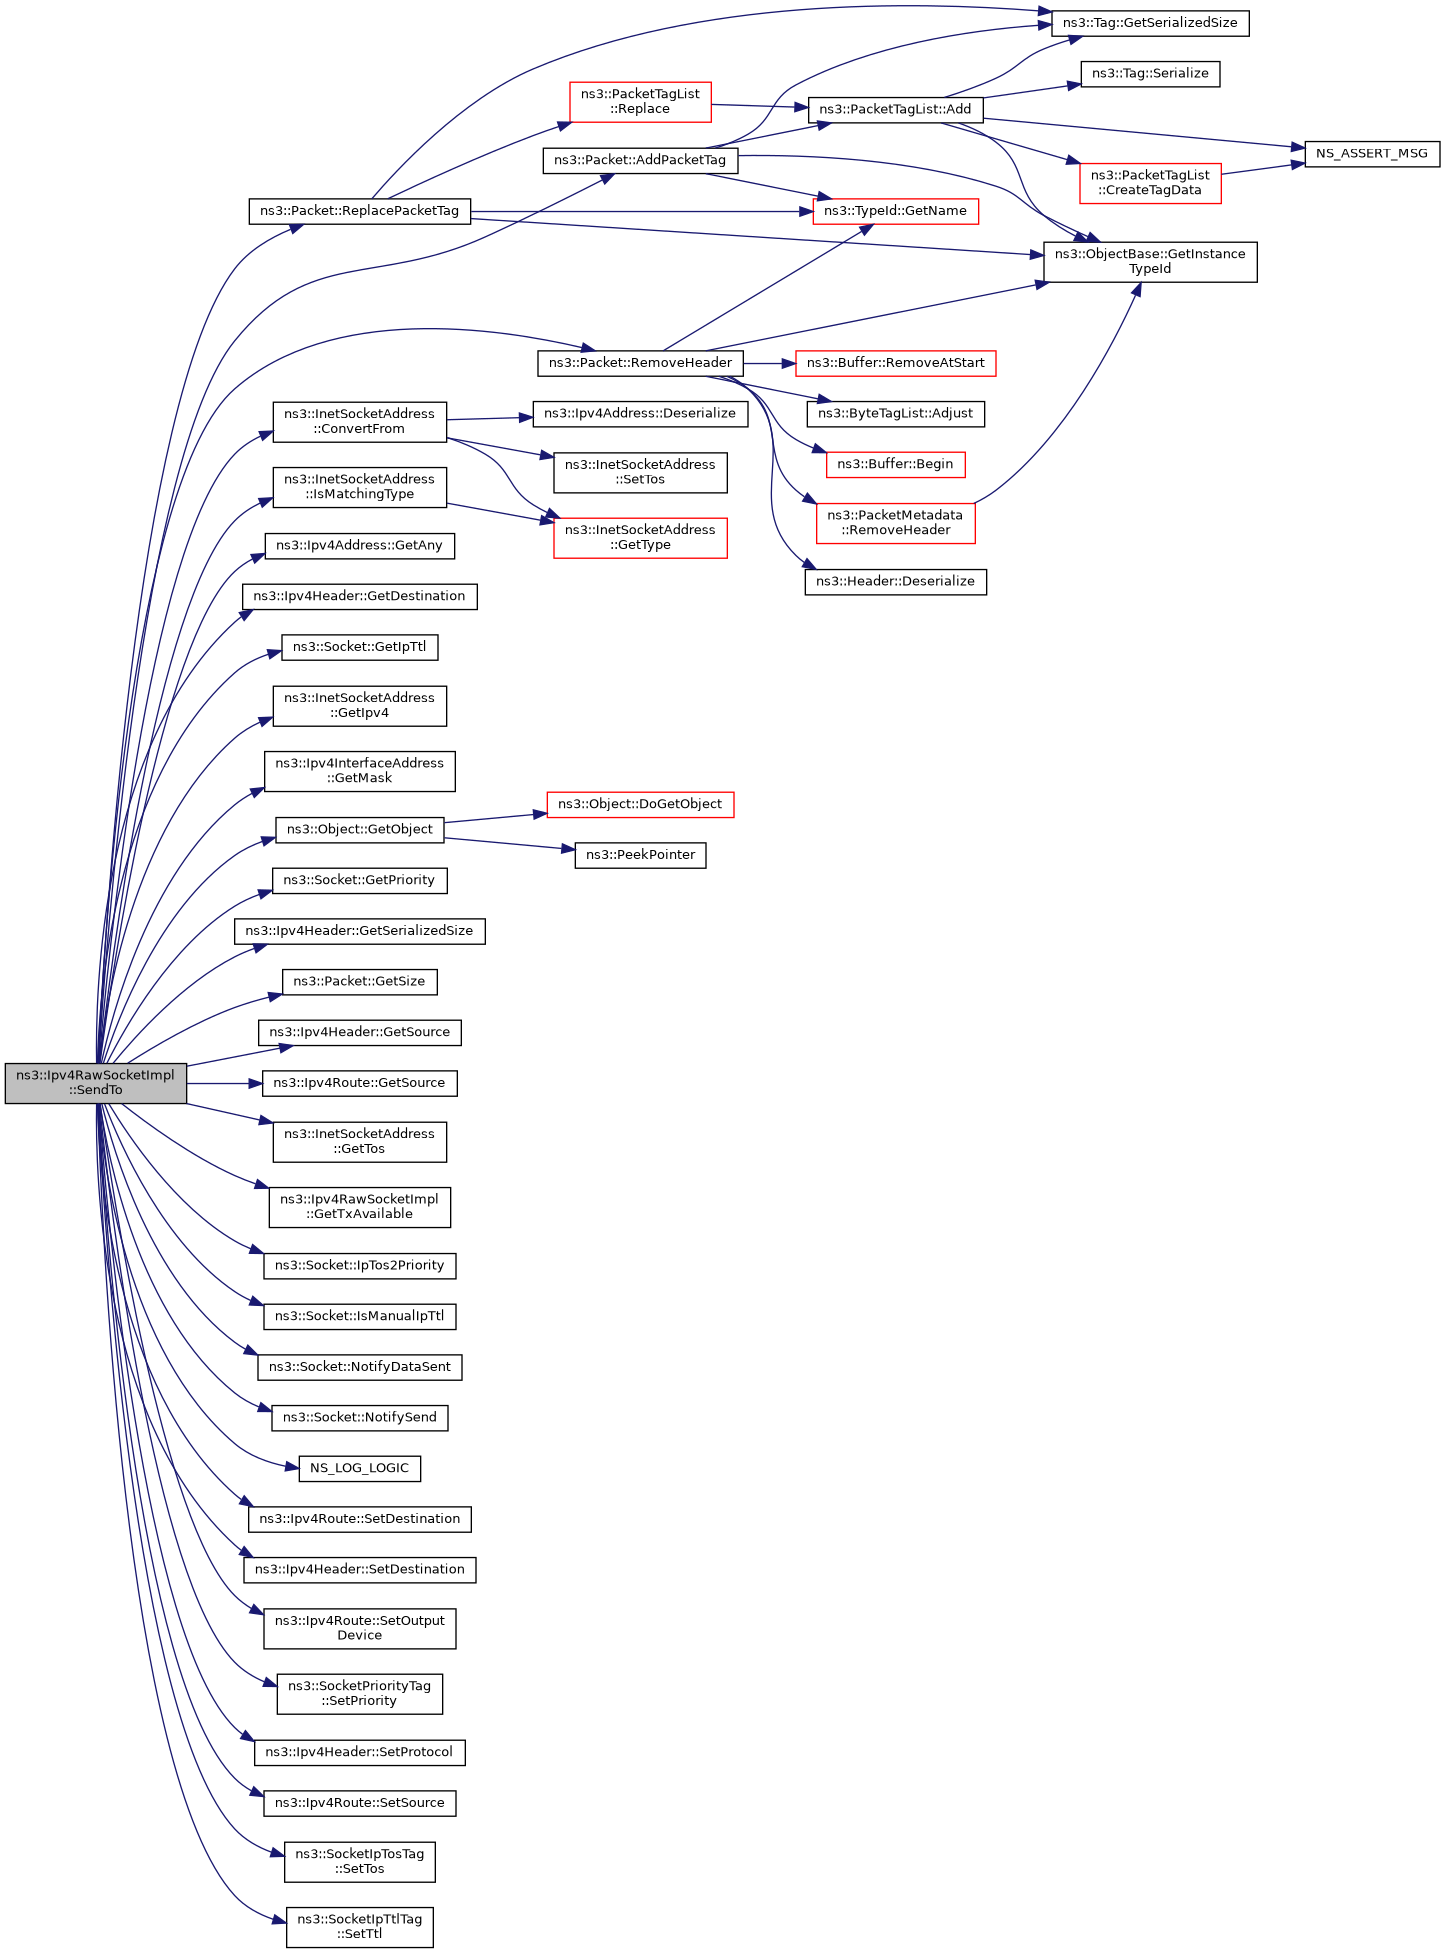 ns3::Tag::GetSerializedSize
ns3::Tag::Serialize
ns3::PacketTagList
::Replace
ns3::PacketTagList::Add
NS_ASSERT_MSG
ns3::Packet::AddPacketTag
ns3::PacketTagList
::CreateTagData
ns3::Packet::ReplacePacketTag
ns3::TypeId::GetName
ns3::ObjectBase::GetInstance
TypeId
ns3::Packet::RemoveHeader
ns3::Buffer::RemoveAtStart
ns3::InetSocketAddress
::ConvertFrom
ns3::Ipv4Address::Deserialize
ns3::ByteTagList::Adjust
ns3::InetSocketAddress
::SetTos
ns3::Buffer::Begin
ns3::InetSocketAddress
::IsMatchingType
ns3::InetSocketAddress
::GetType
ns3::PacketMetadata
::RemoveHeader
ns3::Ipv4Address::GetAny
ns3::Header::Deserialize
ns3::Ipv4Header::GetDestination
ns3::Socket::GetIpTtl
ns3::InetSocketAddress
::GetIpv4
ns3::Ipv4InterfaceAddress
::GetMask
ns3::Object::DoGetObject
ns3::Object::GetObject
ns3::PeekPointer
ns3::Socket::GetPriority
ns3::Ipv4Header::GetSerializedSize
ns3::Packet::GetSize
ns3::Ipv4Header::GetSource
ns3::Ipv4RawSocketImpl
::SendTo
ns3::Ipv4Route::GetSource
ns3::InetSocketAddress
::GetTos
ns3::Ipv4RawSocketImpl
::GetTxAvailable
ns3::Socket::IpTos2Priority
ns3::Socket::IsManualIpTtl
ns3::Socket::NotifyDataSent
ns3::Socket::NotifySend
NS_LOG_LOGIC
ns3::Ipv4Route::SetDestination
ns3::Ipv4Header::SetDestination
ns3::Ipv4Route::SetOutput
Device
ns3::SocketPriorityTag
::SetPriority
ns3::Ipv4Header::SetProtocol
ns3::Ipv4Route::SetSource
ns3::SocketIpTosTag
::SetTos
ns3::SocketIpTtlTag
::SetTtl